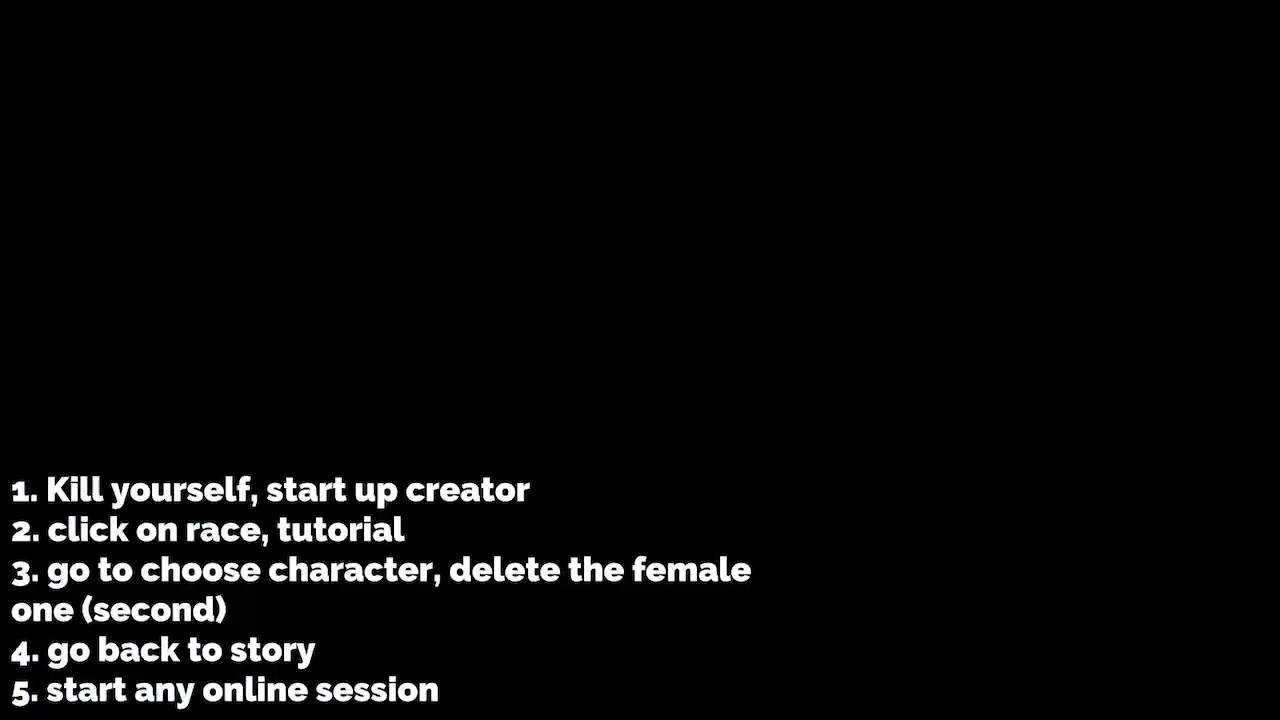 1. Kill yourself, start up creator
2. click on race, tutorial
3. go to choose character, delete the female
one (second)
4. go back to story
5. start any online session